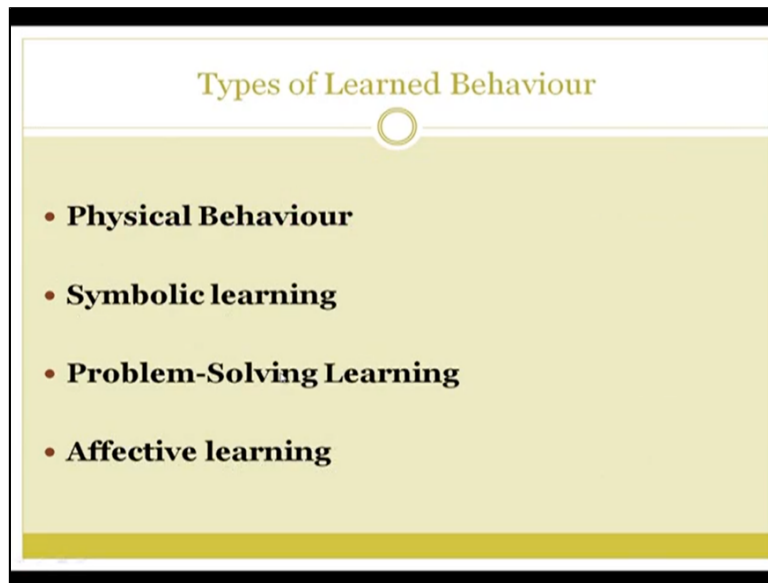 Types of Learned Behaviour
• Physical Behaviour
• Symbolic learning
• Problem-Solving Learning
• Affective learning